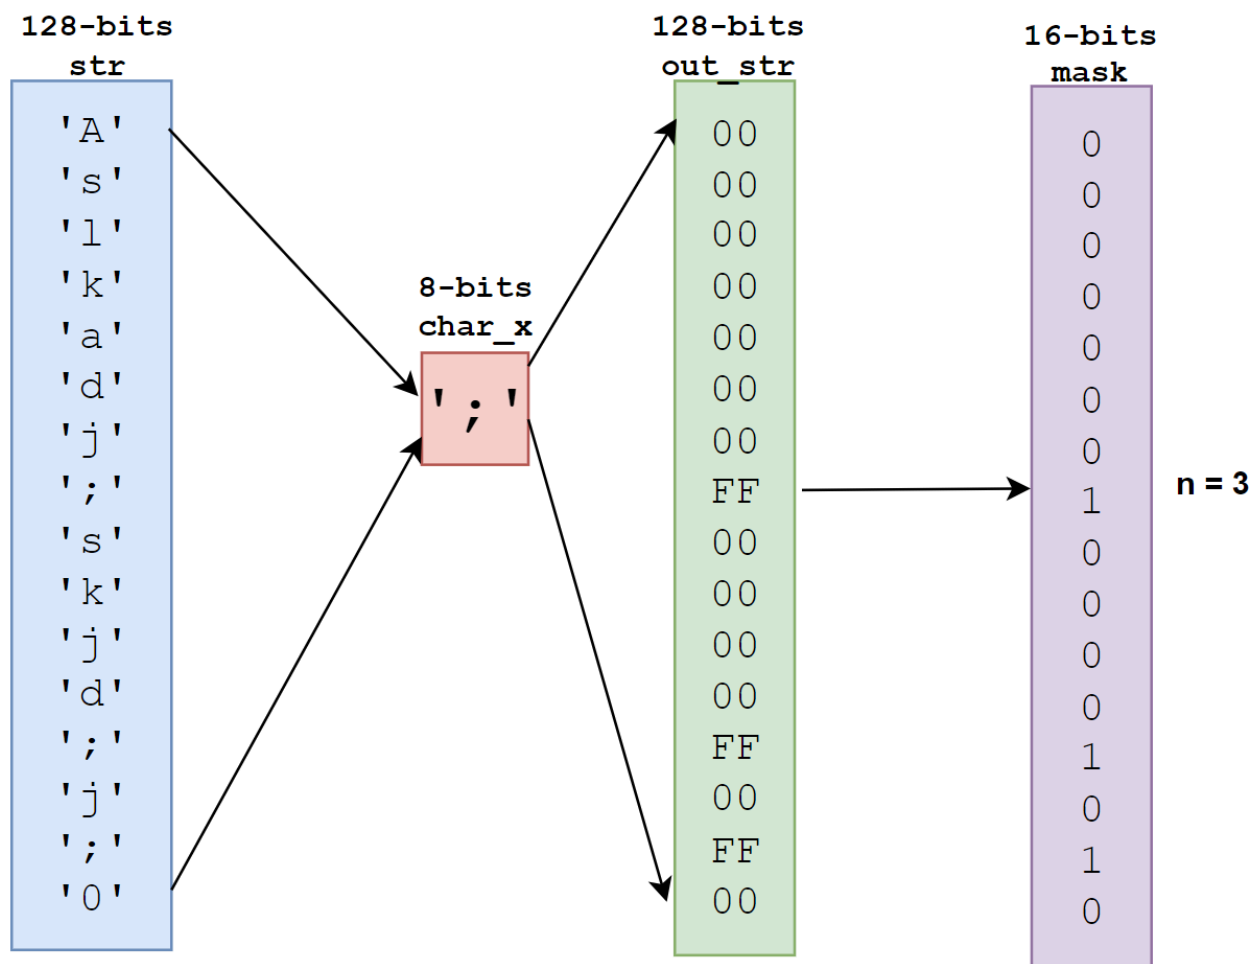 128-bits
str
'A'
's'
'l'
'k'
'a'
'd'
'j'
';'
's'
'k'
'j'
'd'
';'
'j'
';'
'0'
8-bits
char_x
';'
128-bits
out_str
00
00
00
00
00
00
00
FF
00
00
00
00
FF
00
FF
00
16-bits
mask
0
0
0
0
0
0
0
1
0
0
0
0
1
0
1
0
n = 3